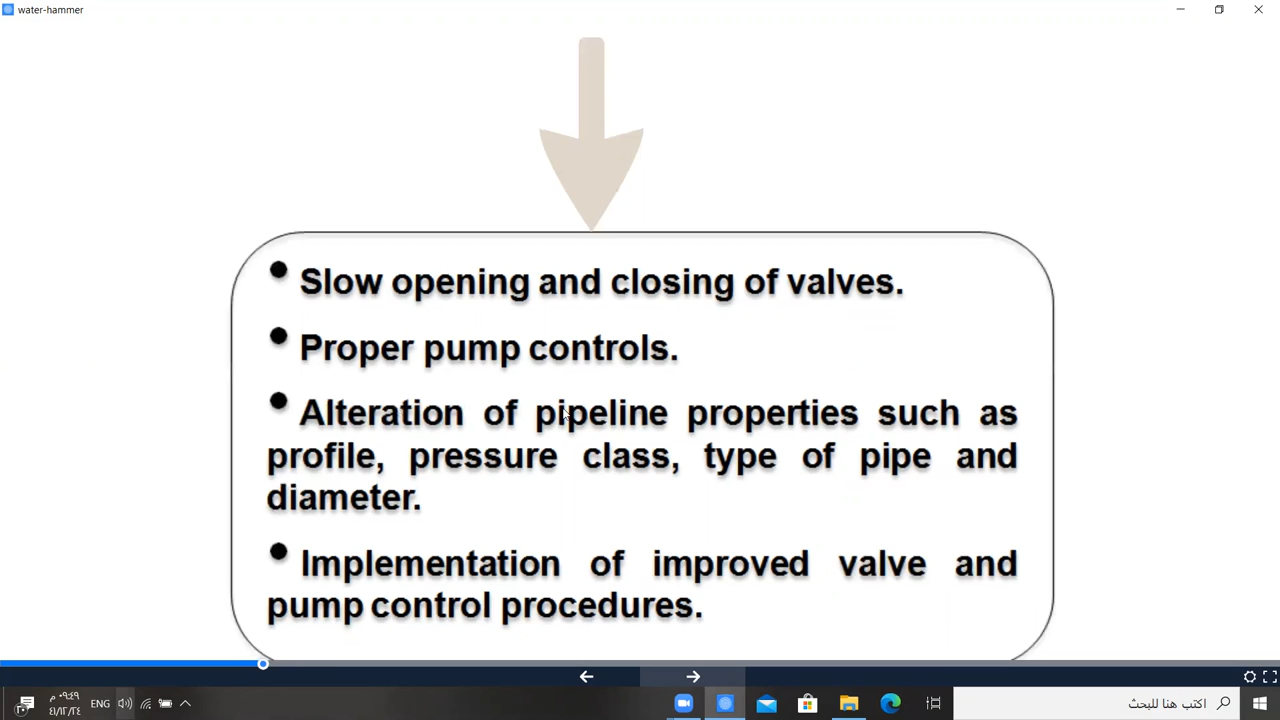 water-hammer
• Slow opening and closing of valves.
• Proper pump controls.
• Alteration of pipeline properties such as
profile, pressure class, type of pipe and
diameter.
• Implementation of improved valve and
pump control procedures.
ENG
اكتب هنا للبحث